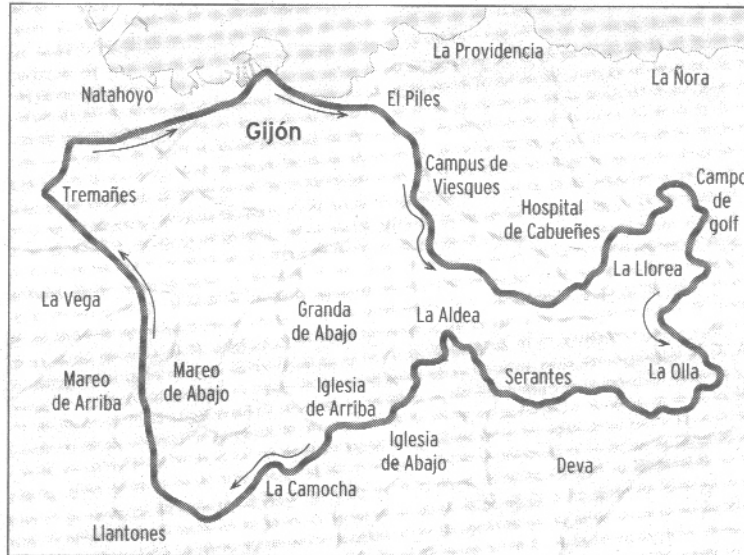 La Providencia
La Ñora
Natahoyo
El Piles
Gijón
Campus de
Viesques
Campo
de
golf
Tremañes
Hospital
de Cabueñes
La Llorea
La Vega
Granda
de Abajo
La Aldea
Mareo
de Arriba
Mareo
de Abajo
Iglesia
de Arriba
Serantes
La Olla
Iglesia
de Abajo
Deva
La Camocha
Llantones